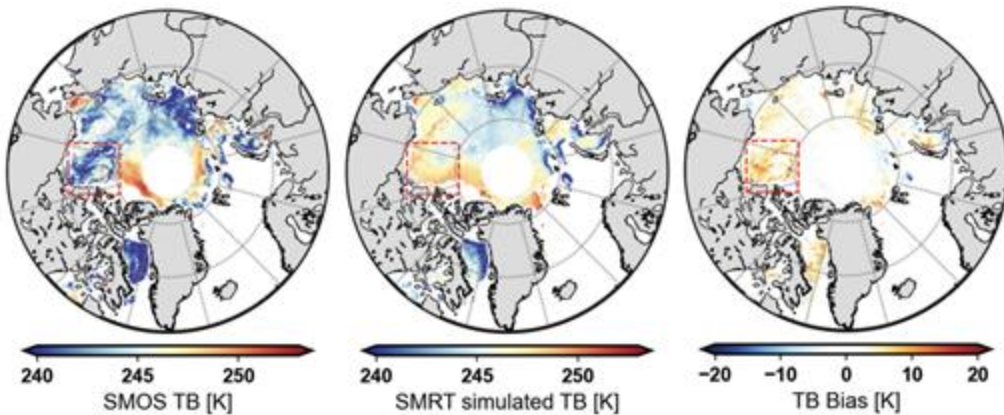 240 245 250
SMOS TB [K]
240 245 250
SMRT simulated TB [K]
−20 −10 0 10 20
TB Bias [K]